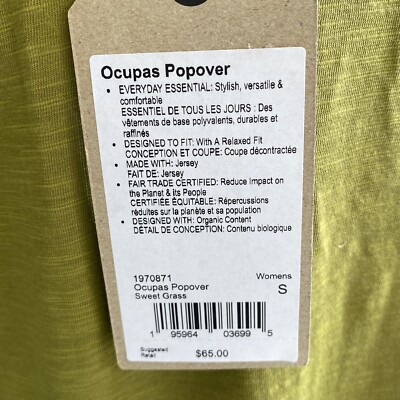 Ocupas Popover
• EVERYDAY ESSENTIAL: Stylish, versatile &
comfortable
ESSENTIEL DE TOUS LES JOURS : Des
vêtements de base polyvalents, durables et
raffinés
• DESIGNED TO FIT: With A Relaxed Fit
CONCEPTION ET COUPE: Coupe décontractée
• MADE WITH: Jersey
FAIT DE: Jersey
• FAIR TRADE CERTIFIED: Reduce Impact on
the Planet & its People
CERTIFIÉE ÉQUITABLE: Répercussions
réduites sur la planète et sa population
• DESIGNED WITH: Organic Content
DÉTAIL DE CONCEPTION: Contenu biologique
1970871 Womens
Ocupas Popover S
Sweet Grass
1 95964 03699 5
Suggested
Retail $65.00